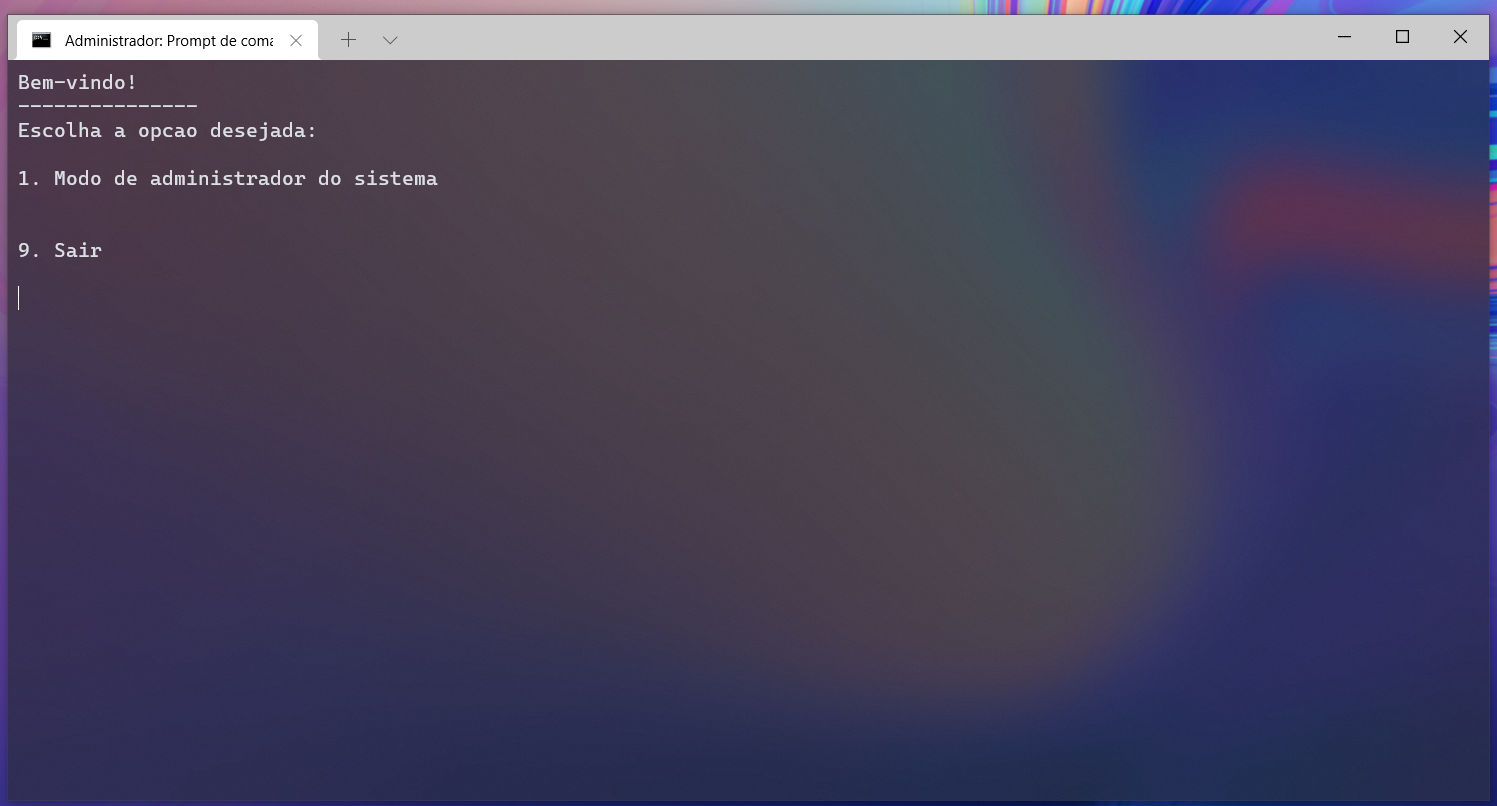 Administrador: Prompt de coma
Bem-vindo!
---------------
Escolha a opcao desejada:
1. Modo de administrador do sistema
9. Sair